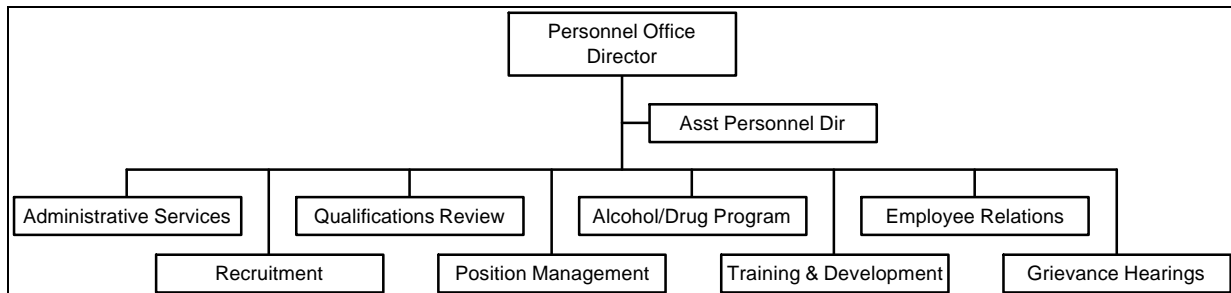 Personnel Office
Director
Asst Personnel Dir
Administrative Services
Qualifications Review
Alcohol/Drug Program
Employee Relations
Recruitment
Position Management
Training & Development
Grievance Hearings